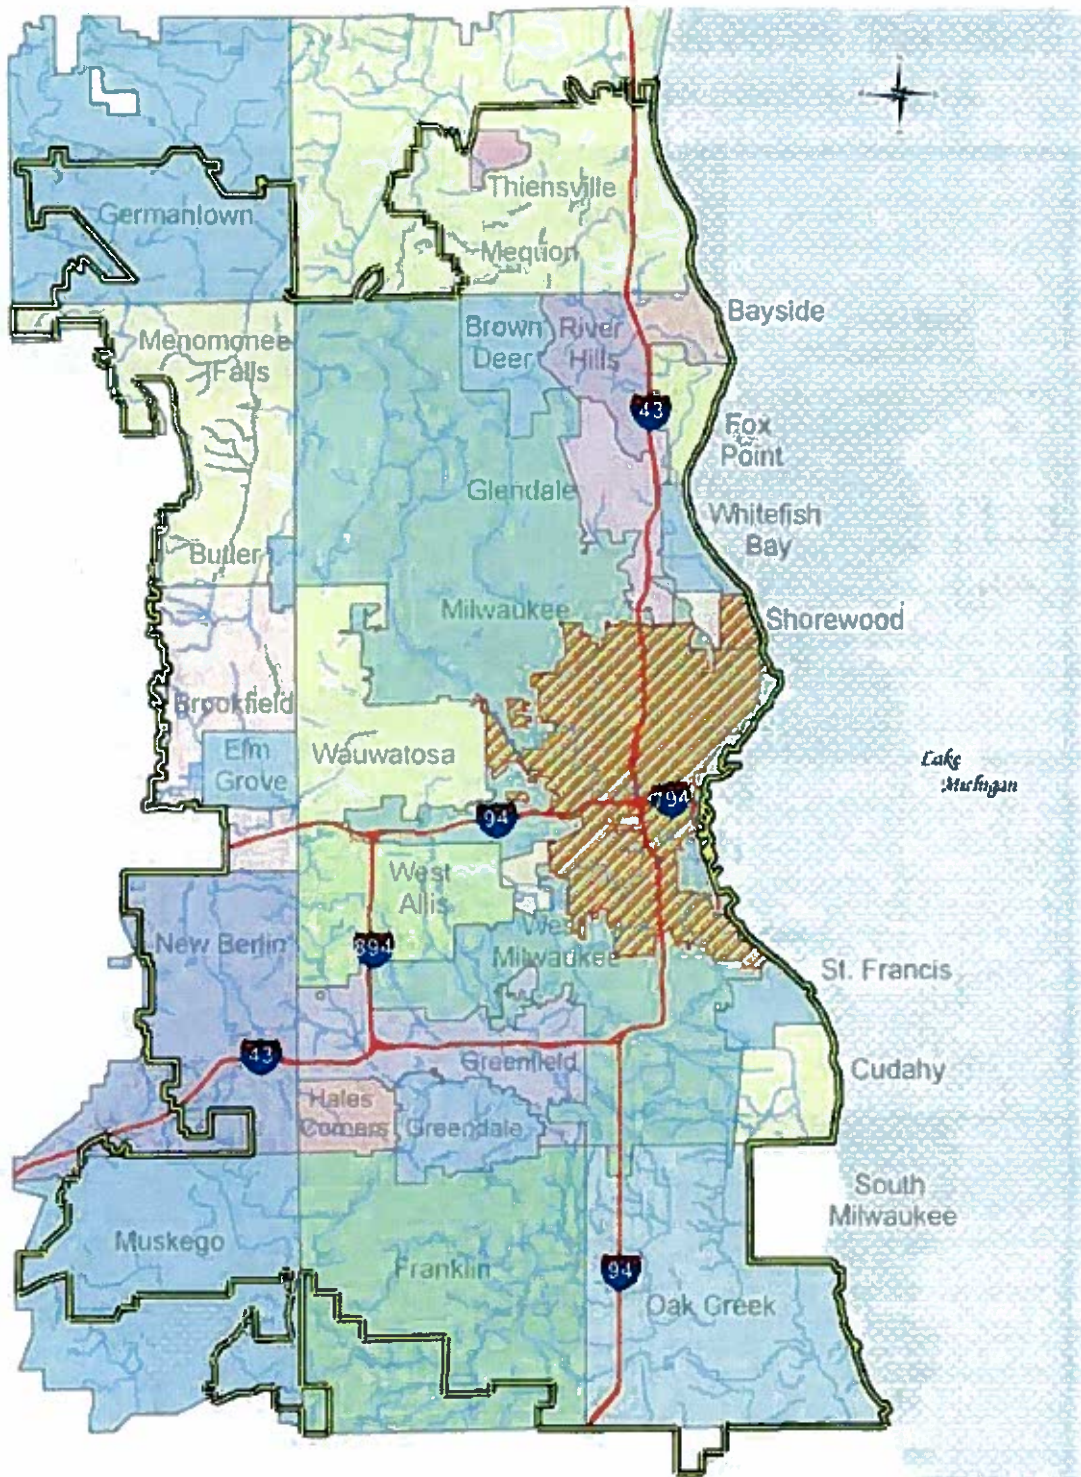 Germantown
Thiensville
Mequon
Bayside
Menomonee
Falls
Brown
Deer
River
Hills
43
Fox
Point
Glendale
Whitefish
Bay
Butler
Milwaukee
Shorewood
Brookfield
Elm
Grove
Wauwatosa
Lake
Michigan
794
94
West
Allis
New Berlin
894
West
Milwaukee
St. Francis
43
Greenfield
Cudahy
Hales
Corners
Greendale
South
Milwaukee
Muskego
Franklin
94
Oak Creek